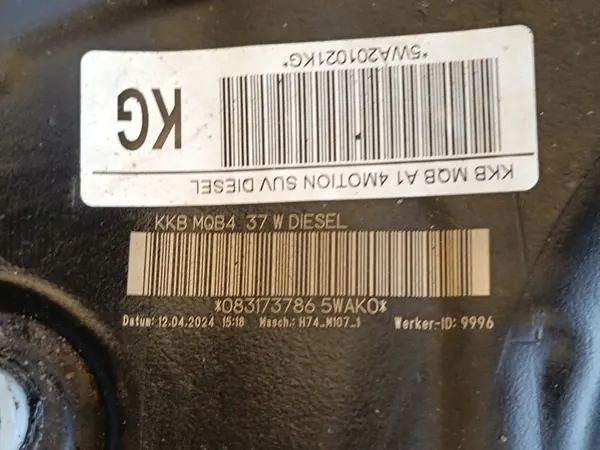 KKB MQB A1 4MOTION SUV DIESEL
KG
*5WA201021KG*
KKB MQB4 37 W DIESEL
*083173786 5WAK0*
Datum: 12.04.2024 15:18 Masch.: H74_M107_1 Werker-ID: 9996